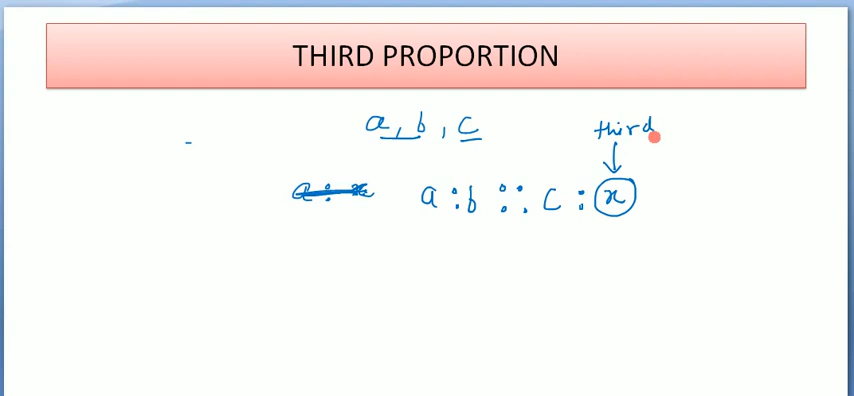 THIRD PROPORTION
a, b, c
third
a : b :: c : x